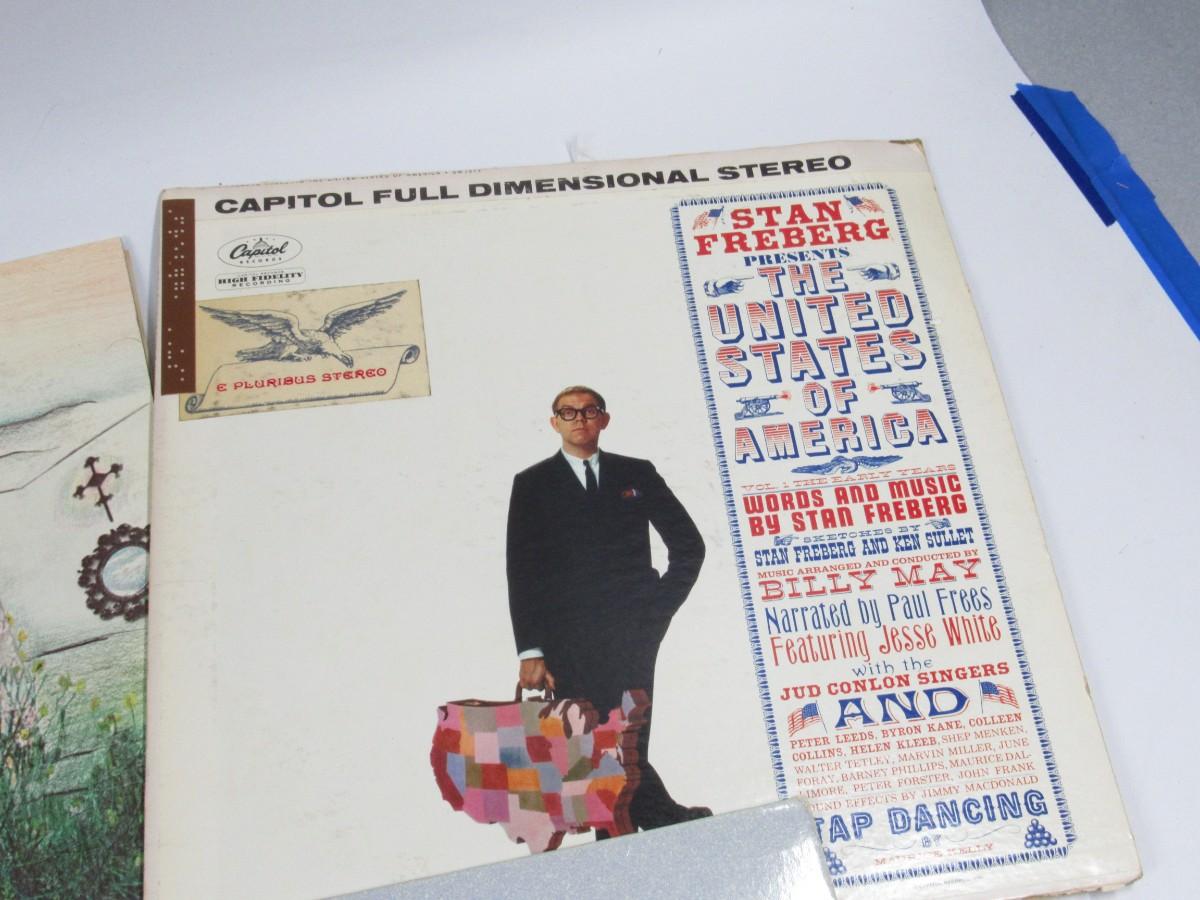 CAPITOL FULL DIMENSIONAL STEREO
Capitol
RECORDS
HIGH FIDELITY
RECORDING
E PLURIBUS STEREO
STAN
FREBERG
PRESENTS
THE
UNITED
STATES
OF
AMERICA
VOL. 1 THE EARLY YEARS
WORDS AND MUSIC
BY STAN FREBERG
SKETCHES BY
STAN FREBERG AND KEN SULLET
MUSIC ARRANGED AND CONDUCTED BY
BILLY MAY
Narrated by Paul Frees
Featuring Jesse White
with the
JUD CONLON SINGERS
AND
PETER LEEDS, BYRON KANE, COLLEEN
COLLINS, HELEN KLEEB, SHEP MENKEN,
WALTER TETLEY, MARVIN MILLER, JUNE
FORAY, BARNEY PHILLIPS, MAURICE DAL-
LIMORE, PETER FORSTER, JOHN FRANK
SOUND EFFECTS BY JIMMY MACDONALD
TAP DANCING
BY
MAURICE KELLY